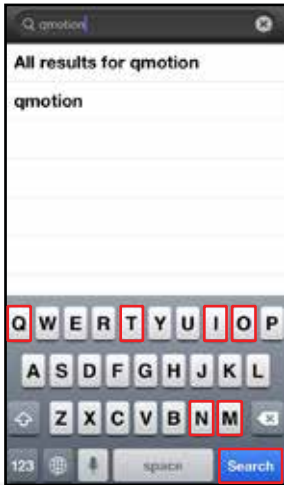 qmotion
All results for qmotion
qmotion
Q W E R T Y U I O P
A S D F G H J K L
Z X C V B N M
123 space Search